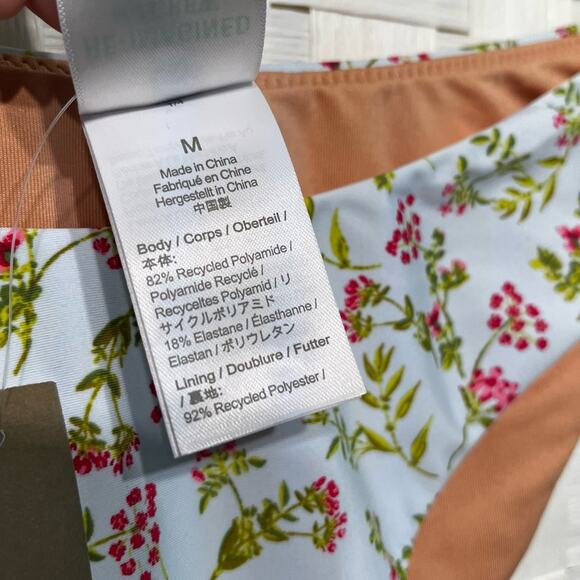 RE-IMAGINED
M
Made in China
Fabriqué en Chine
Hergestellt in China
中国製
Body / Corps / Oberteil /
本体:
82% Recycled Polyamide /
Polyamide Recyclé /
Recyceltes Polyamid / リ
サイクルポリアミド
18% Elastane / Élasthanne /
Elastan / ポリウレタン
Lining / Doublure / Futter
/ 裏地:
92% Recycled Polyester /